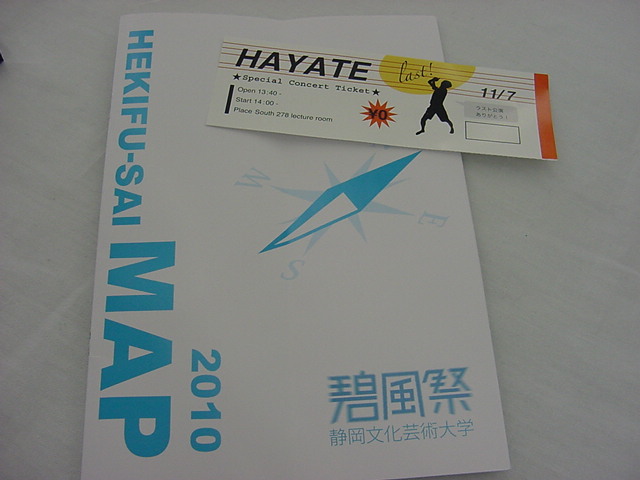 HEKIFU-SAI
MAP
2010
W
E
S
碧風祭
静岡文化芸術大学
HAYATE
last!
★Special Concert Ticket★
Open 13:40 -
Start 14:00 -
Place South 278 lecture room
¥0
11/7
ラスト公演
ありがとう!